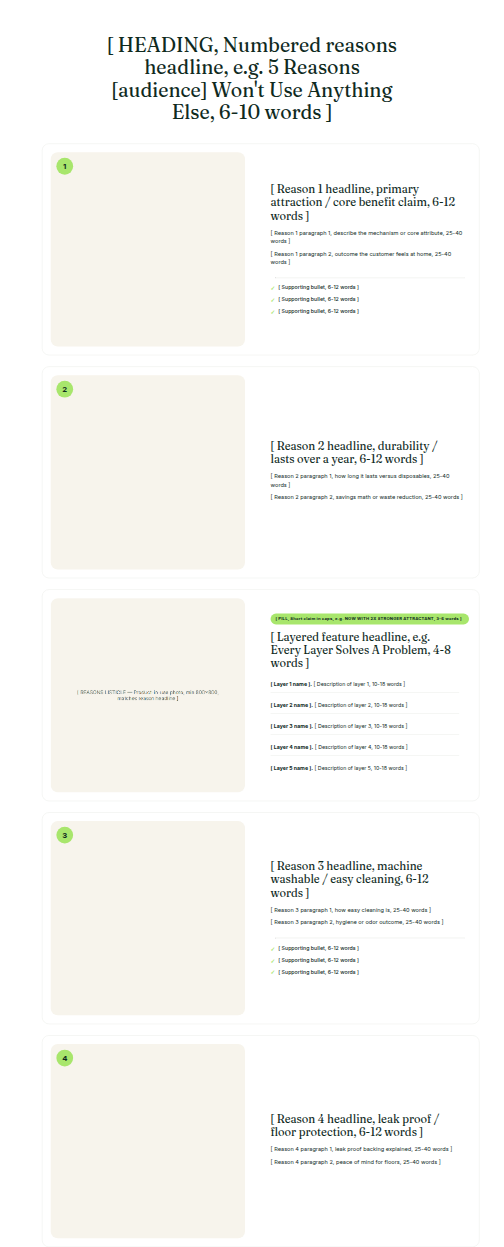 [ HEADING, Numbered reasons
headline, e.g. 5 Reasons
[audience] Won't Use Anything
Else, 6-10 words ]
1
[ Reason 1 headline, primary
attraction / core benefit claim, 6-12
words ]
[ Reason 1 paragraph 1, describe the mechanism or core attribute, 25-40
words ]
[ Reason 1 paragraph 2, outcome the customer feels at home, 25-40
words ]
✓ [ Supporting bullet, 6-12 words ]
✓ [ Supporting bullet, 6-12 words ]
✓ [ Supporting bullet, 6-12 words ]
2
[ Reason 2 headline, durability /
lasts over a year, 6-12 words ]
[ Reason 2 paragraph 1, how long it lasts versus disposables, 25-40
words ]
[ Reason 2 paragraph 2, savings math or waste reduction, 25-40 words ]
[ REASONS LISTICLE — Product-in-use photo, min 800×800,
matches reason headline ]
[ PILL, Short claim in caps, e.g. NOW WITH 2X STRONGER ATTRACTANT, 3-8 words ]
[ Layered feature headline, e.g.
Every Layer Solves A Problem, 4-8
words ]
[ Layer 1 name ]. [ Description of layer 1, 10-18 words ]
[ Layer 2 name ]. [ Description of layer 2, 10-18 words ]
[ Layer 3 name ]. [ Description of layer 3, 10-18 words ]
[ Layer 4 name ]. [ Description of layer 4, 10-18 words ]
[ Layer 5 name ]. [ Description of layer 5, 10-18 words ]
3
[ Reason 3 headline, machine
washable / easy cleaning, 6-12
words ]
[ Reason 3 paragraph 1, how easy cleaning is, 25-40 words ]
[ Reason 3 paragraph 2, hygiene or odor outcome, 25-40 words ]
✓ [ Supporting bullet, 6-12 words ]
✓ [ Supporting bullet, 6-12 words ]
✓ [ Supporting bullet, 6-12 words ]
4
[ Reason 4 headline, leak proof /
floor protection, 6-12 words ]
[ Reason 4 paragraph 1, leak proof backing explained, 25-40 words ]
[ Reason 4 paragraph 2, peace of mind for floors, 25-40 words ]